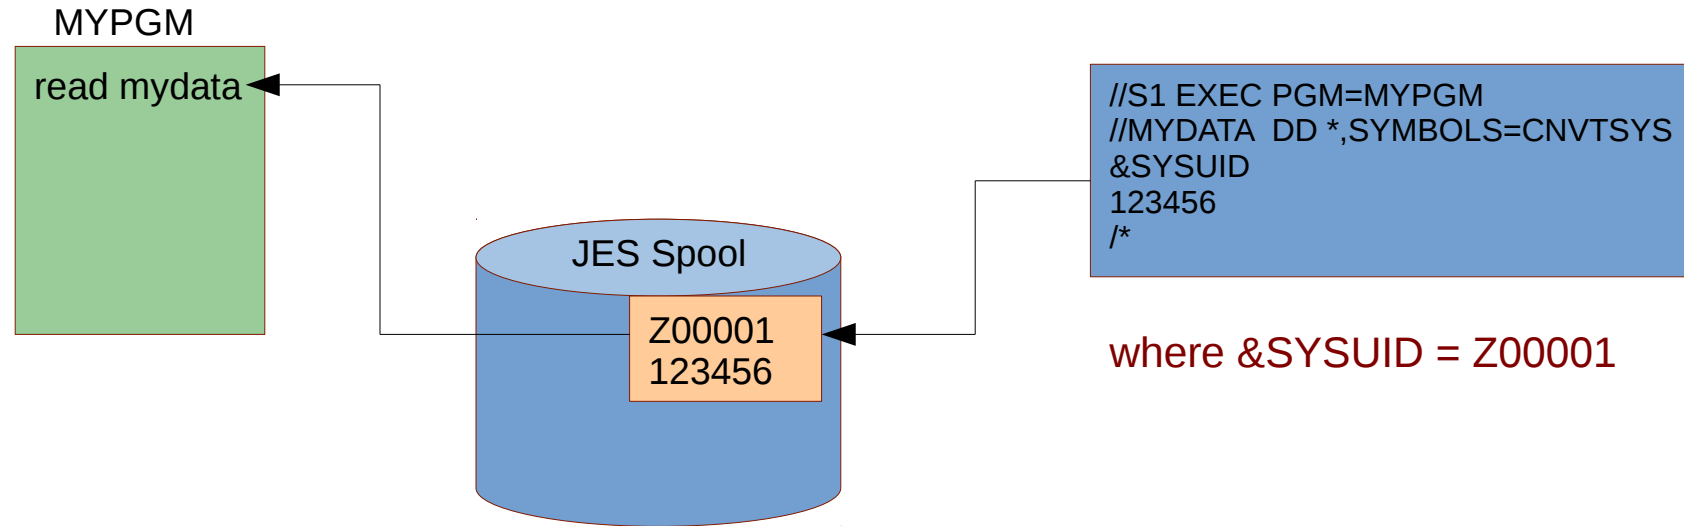 MYPGM
read mydata
JES Spool
Z00001
123456
//S1 EXEC PGM=MYPGM
//MYDATA  DD *,SYMBOLS=CNVTSYS
&SYSUID
123456
/*
where &SYSUID = Z00001